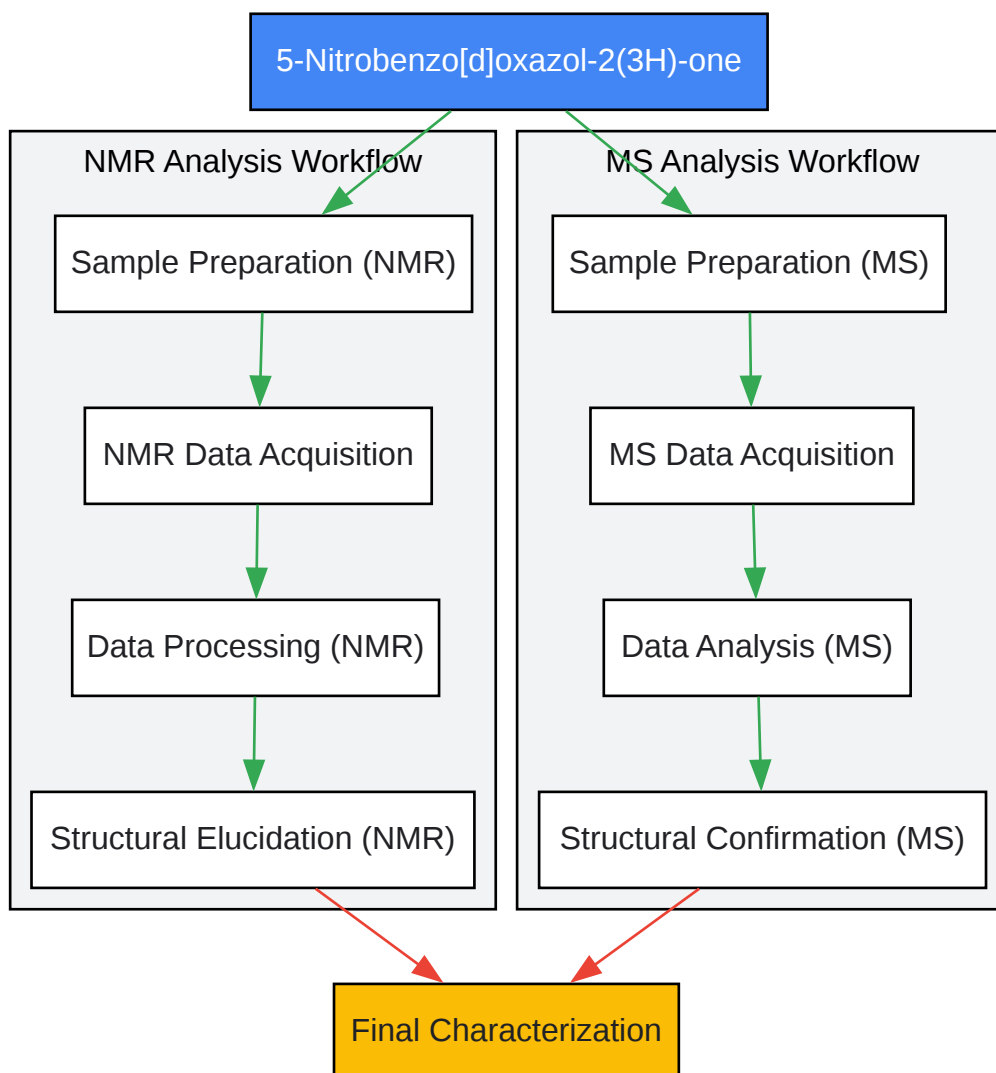 5-Nitrobenzo[d]oxazol-2(3H)-one
NMR Analysis Workflow
Sample Preparation (NMR)
NMR Data Acquisition
Data Processing (NMR)
Structural Elucidation (NMR)
MS Analysis Workflow
Sample Preparation (MS)
MS Data Acquisition
Data Analysis (MS)
Structural Confirmation (MS)
Final Characterization